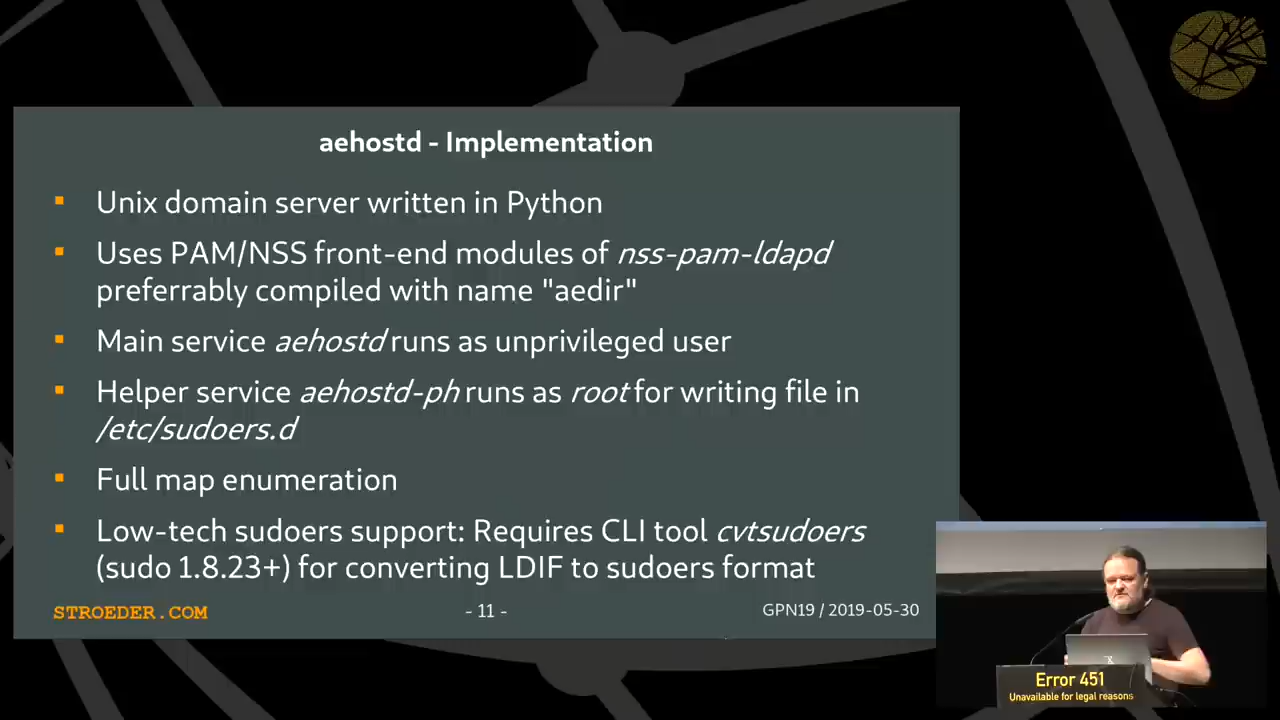 aehostd - Implementation
Unix domain server written in Python
Uses PAM/NSS front-end modules of nss-pam-ldapd
preferrably compiled with name "aedir"
Main service aehostd runs as unprivileged user
Helper service aehostd-ph runs as root for writing file in
/etc/sudoers.d
Full map enumeration
Low-tech sudoers support: Requires CLI tool cvtsudoers
(sudo 1.8.23+) for converting LDIF to sudoers format
STROEDER.COM
- 11 -
GPN19 / 2019-05-30
Error 451
Unavailable for legal reasons